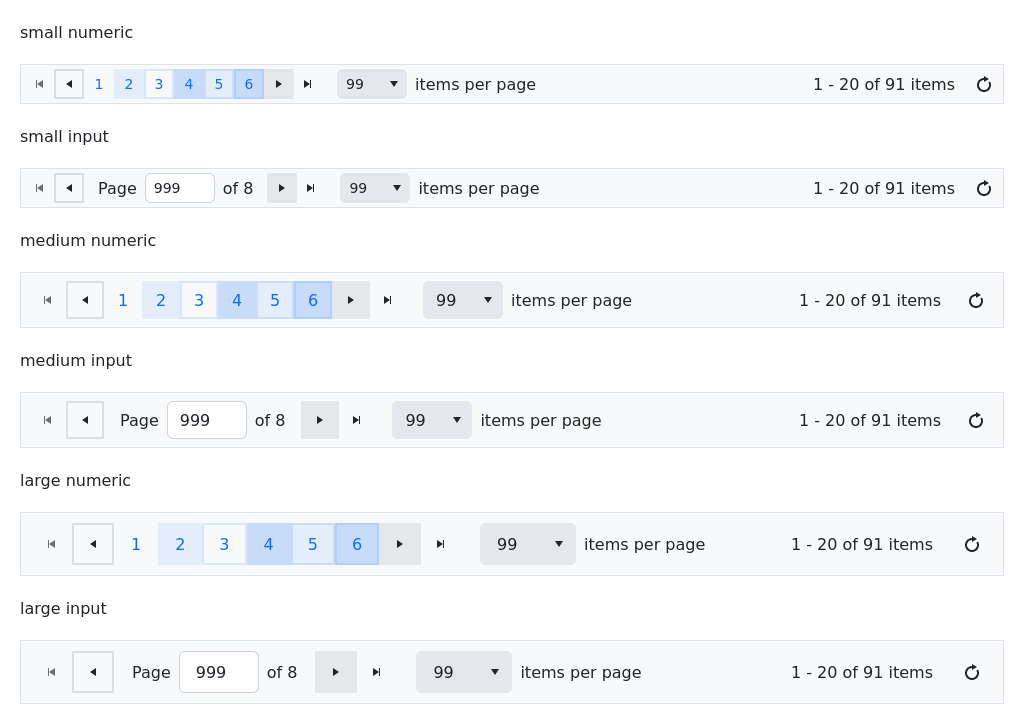 small numeric
1 2 3 4 5 6 99 items per page 1 - 20 of 91 items
small input
Page 999 of 8 99 items per page 1 - 20 of 91 items
medium numeric
1 2 3 4 5 6 99 items per page 1 - 20 of 91 items
medium input
Page 999 of 8 99 items per page 1 - 20 of 91 items
large numeric
1 2 3 4 5 6 99 items per page 1 - 20 of 91 items
large input
Page 999 of 8 99 items per page 1 - 20 of 91 items